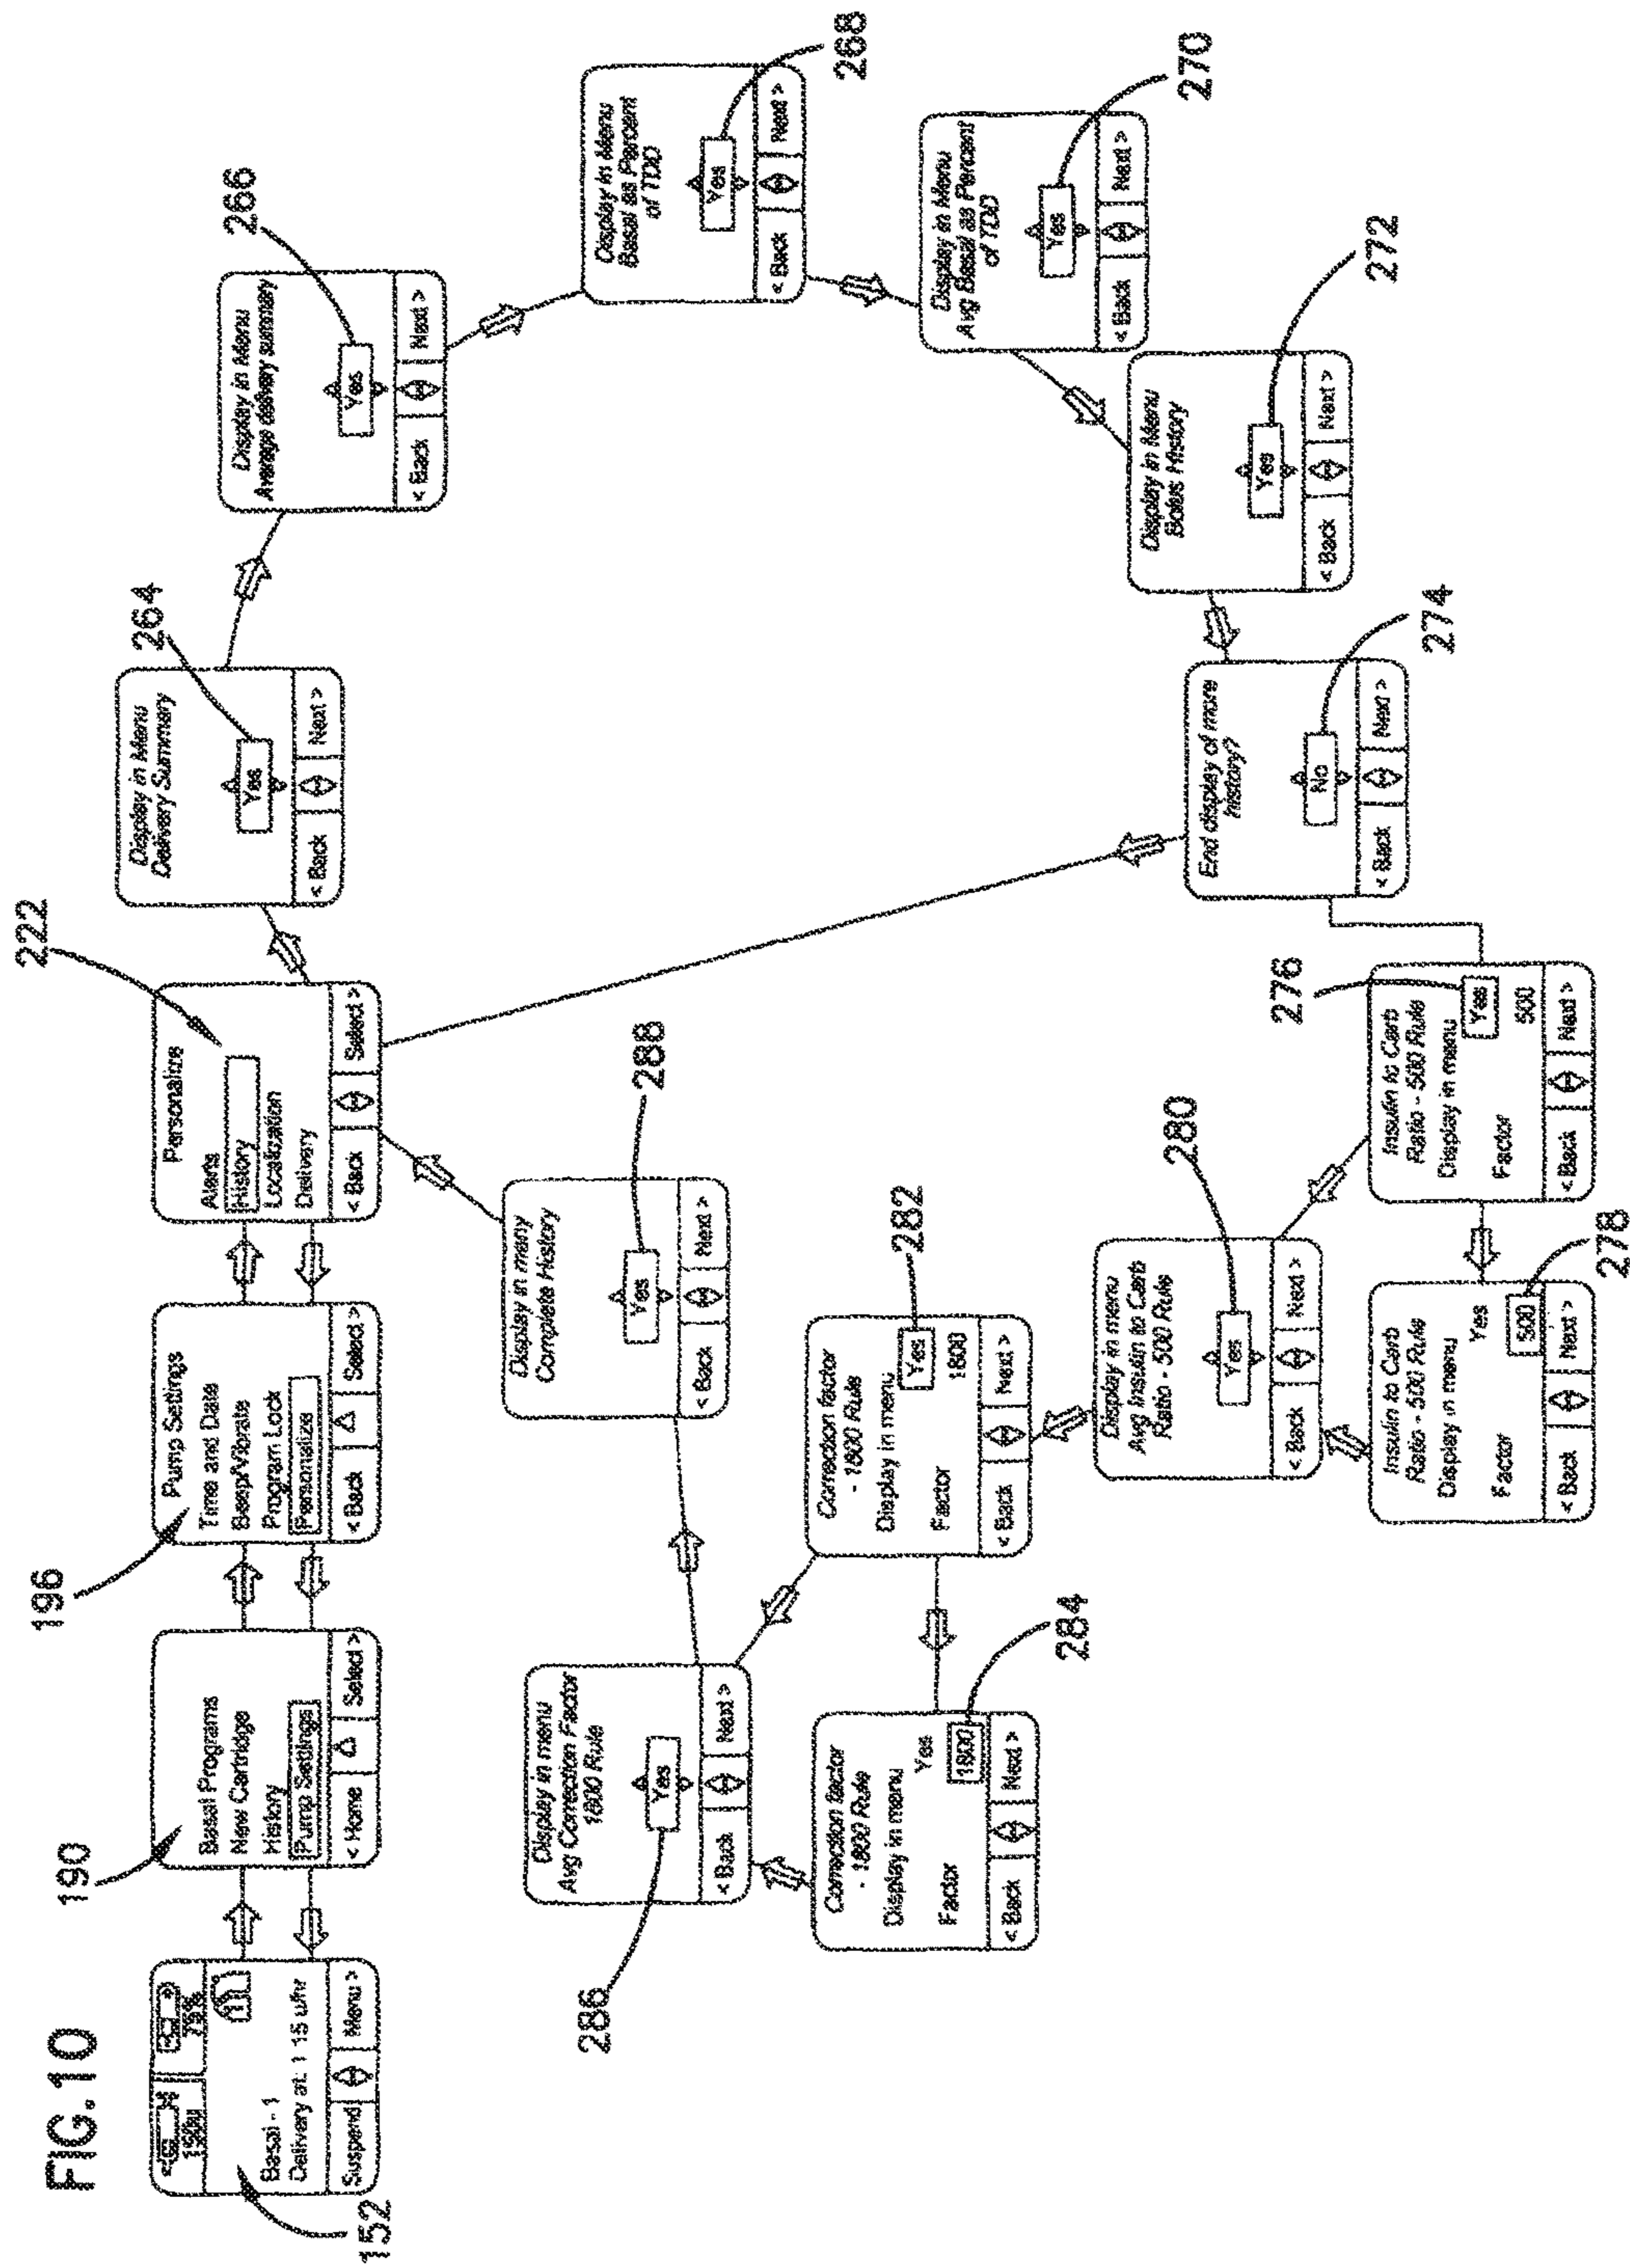 FIG.10
152
150u
75%
Basal - 1
Delivery at: 1 15 u/hr
Suspend
Menu >
190
Basal Programs
New Cartridge
History
Pump Settings
< Home
Select >
196
Pump Settings
Time and Date
Beep/Vibrate
Program Lock
Personalize
< Back
Select >
222
Personalize
Alerts
History
Localization
Delivery
< Back
Select >
264
Display in Menu
Delivery Summary
Yes
< Back
Next >
266
Display in Menu
Average delivery summary
Yes
< Back
Next >
268
Display in Menu
Basal as Percent
of TDD
Yes
< Back
Next >
270
Display in Menu
Avg Basal as Percent
of TDD
Yes
< Back
Next >
272
Display in Menu
Bolus History
Yes
< Back
Next >
274
End display of more
history?
No
< Back
Next >
276
Insulin to Carb
Ratio - 500 Rule
Display in menu
Yes
Factor
500
< Back
Next >
278
Insulin to Carb
Ratio - 500 Rule
Display in menu
Yes
Factor
500
< Back
Next >
280
Display in menu
Avg Insulin to Carb
Ratio - 500 Rule
Yes
< Back
Next >
282
Correction factor
- 1800 Rule
Display in menu
Yes
Factor
1800
< Back
Next >
284
Correction factor
- 1800 Rule
Display in menu
Yes
Factor
1800
< Back
Next >
286
Display in menu
Avg Correction Factor
1800 Rule
Yes
< Back
Next >
288
Display in many
Complete History
Yes
< Back
Next >